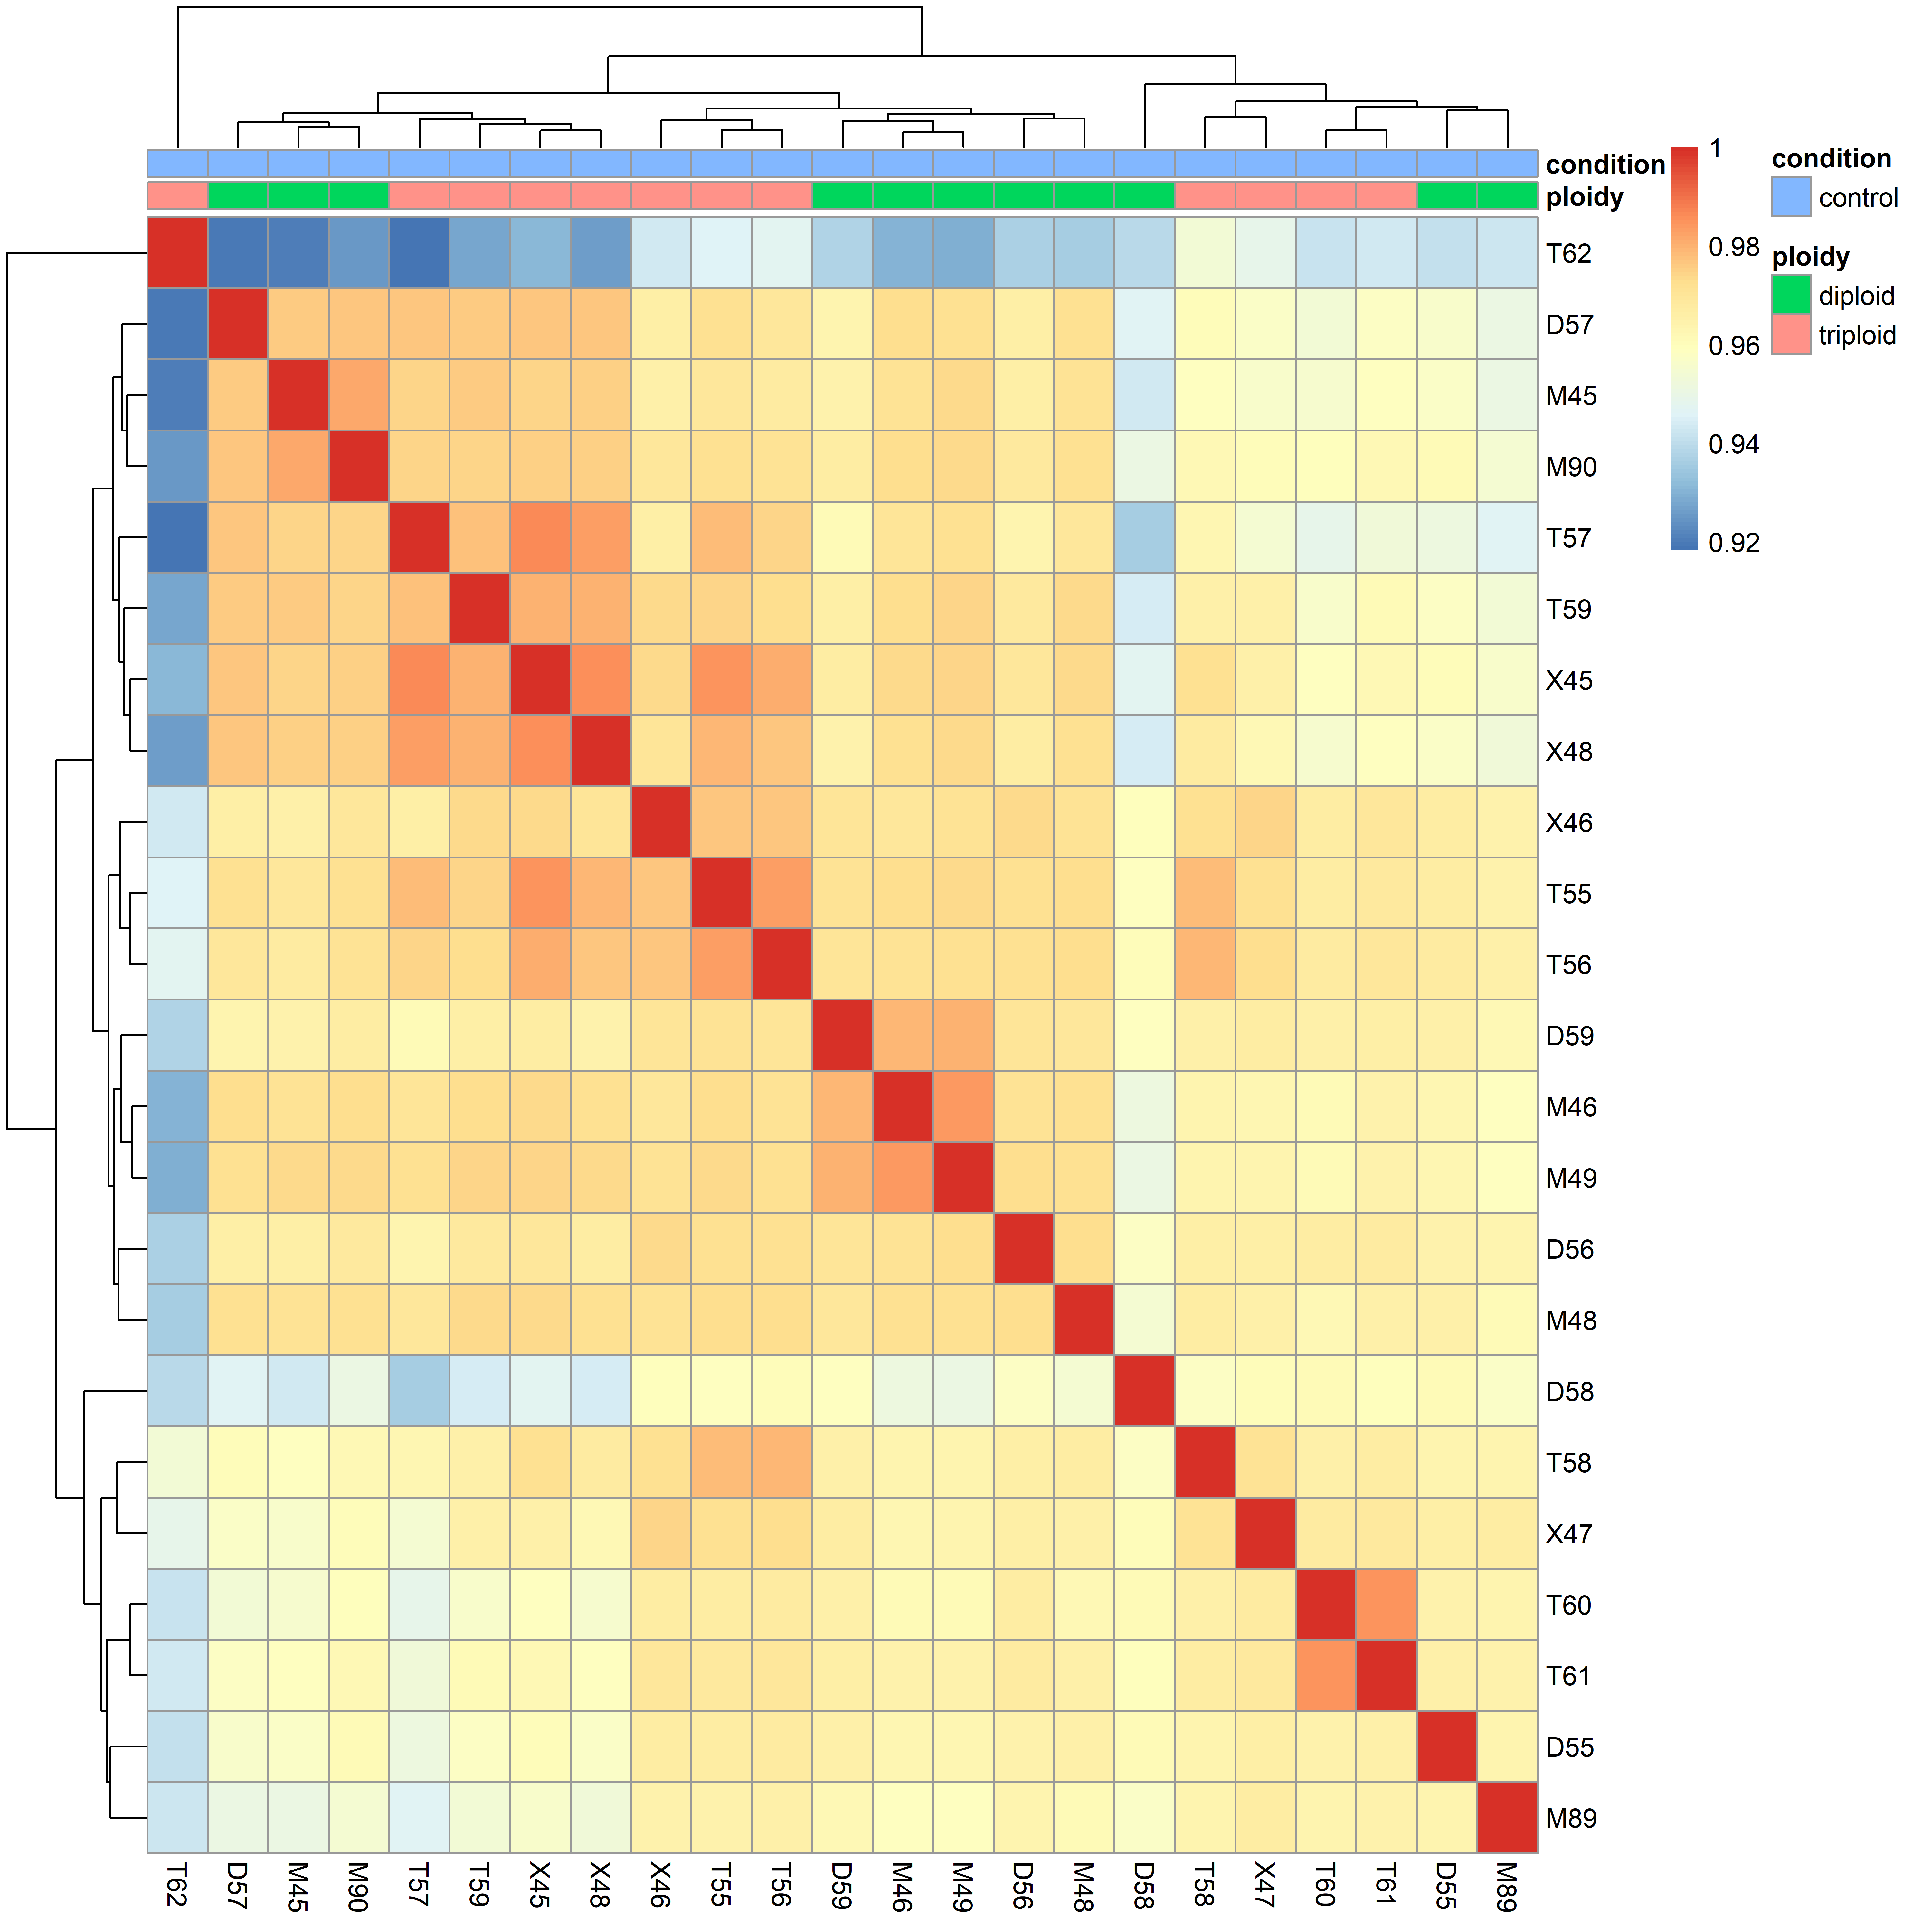 condition
ploidy
T62
D57
M45
M90
T57
T59
X45
X48
X46
T55
T56
D59
M46
M49
D56
M48
D58
T58
X47
T60
T61
D55
M89
T62 D57 M45 M90 T57 T59 X45 X48 X46 T55 T56 D59 M46 M49 D56 M48 D58 T58 X47 T60 T61 D55 M89
1
0.98
0.96
0.94
0.92
condition
control
ploidy
diploid
triploid